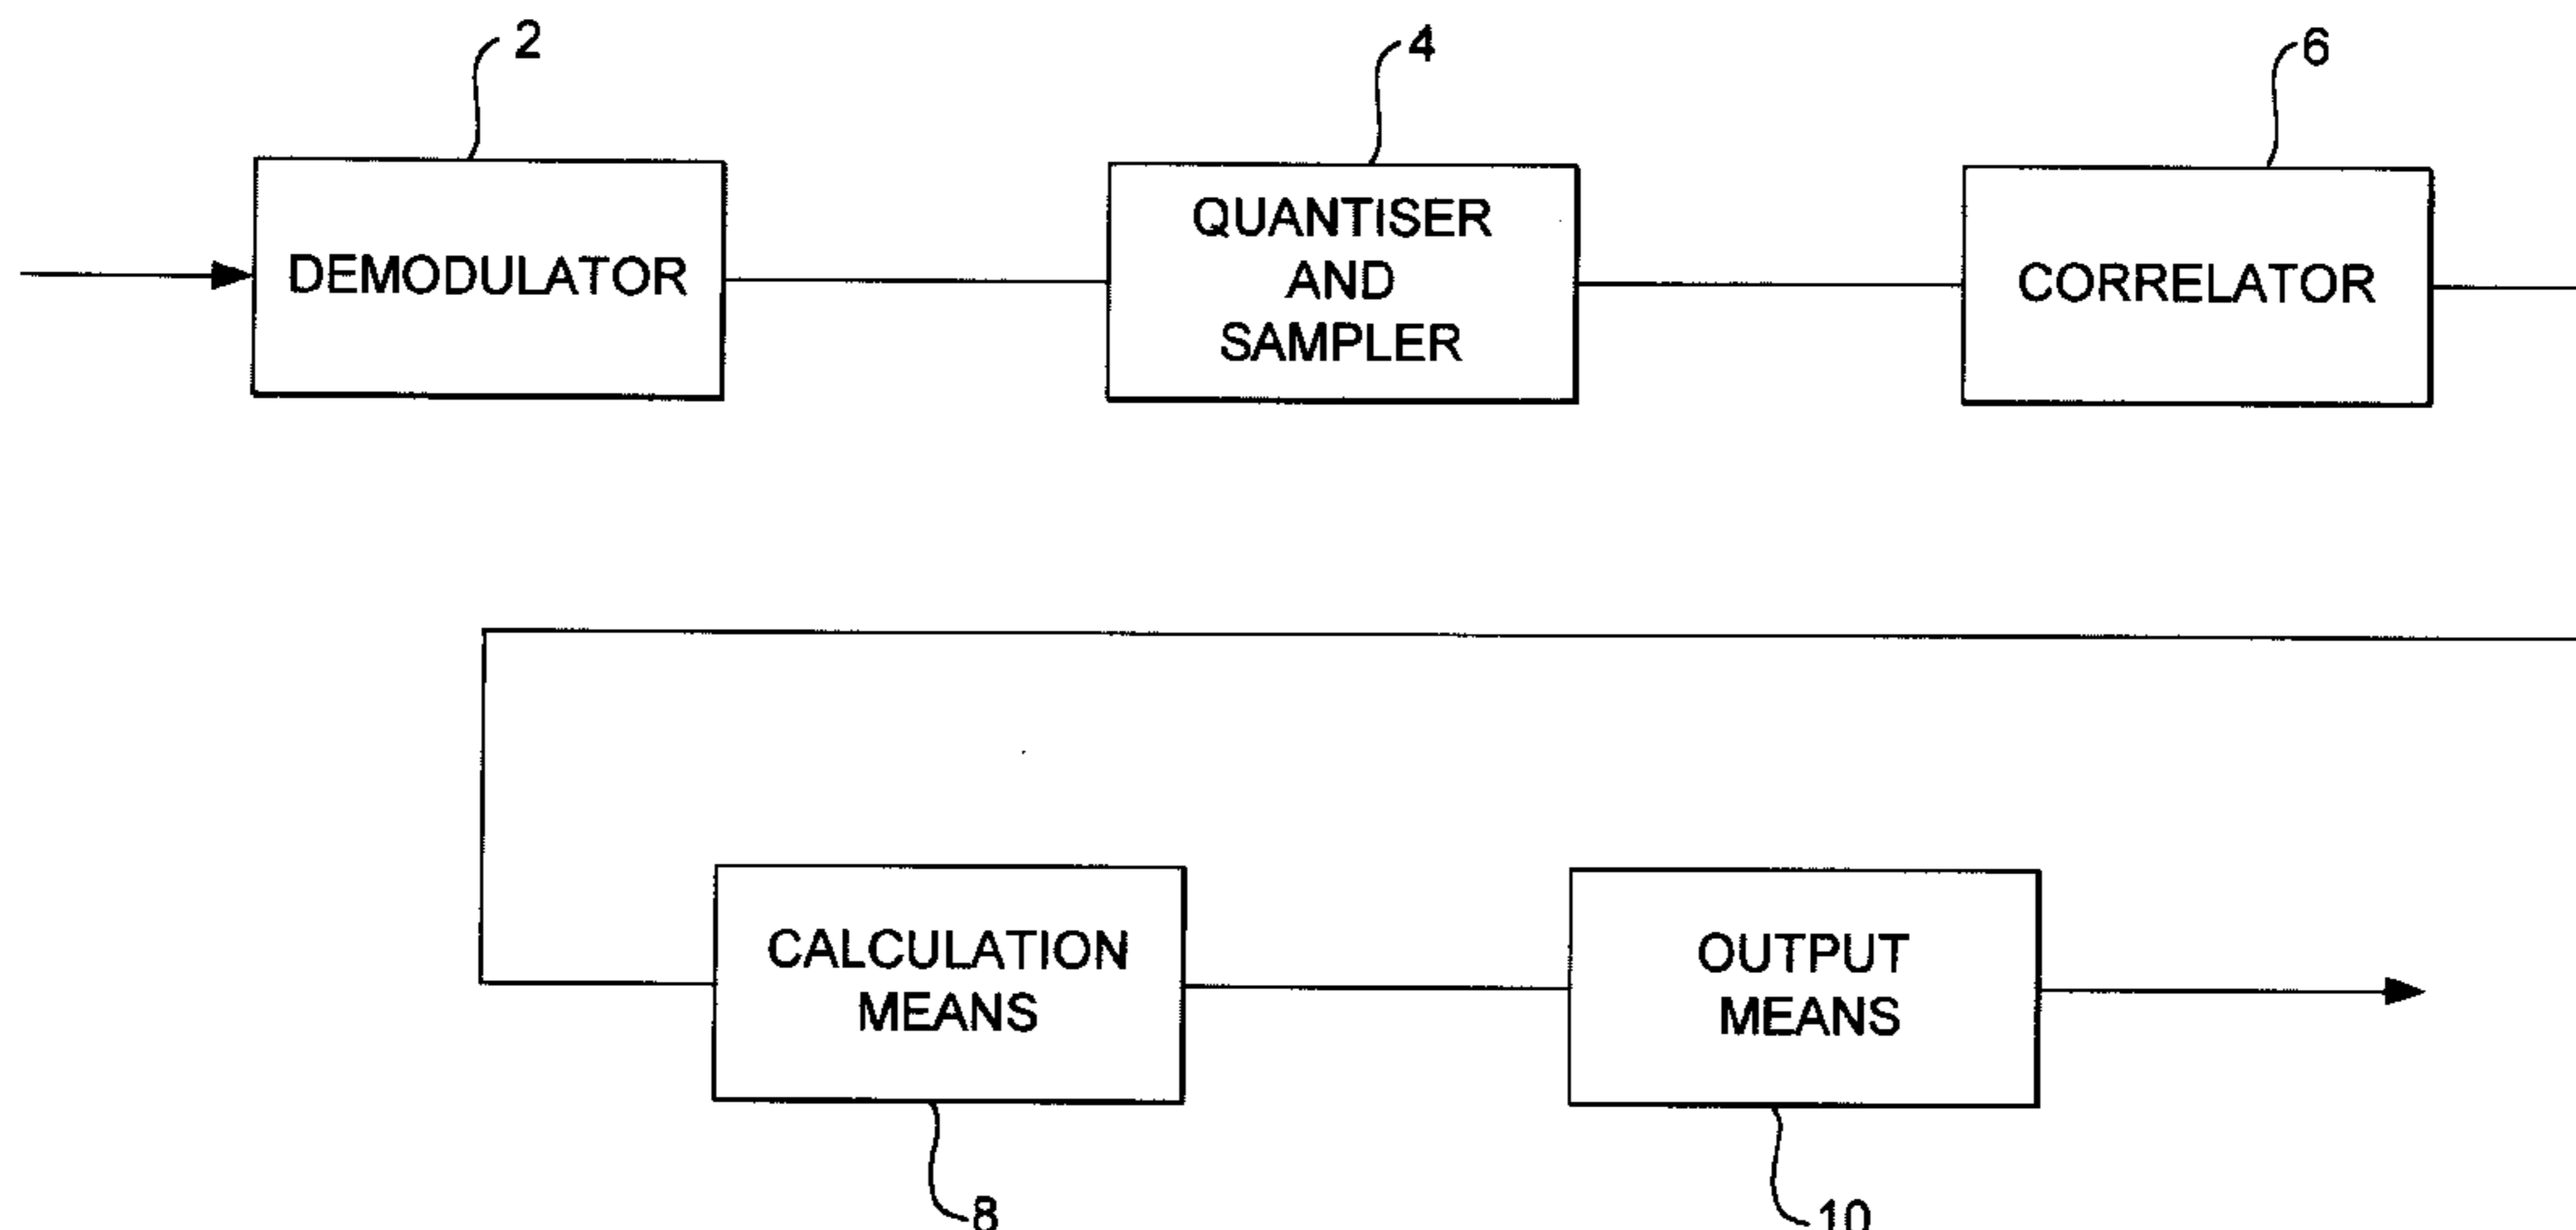 2
4
6
DEMODULATOR
QUANTISER
AND
SAMPLER
CORRELATOR
CALCULATION
MEANS
OUTPUT
MEANS
8
10